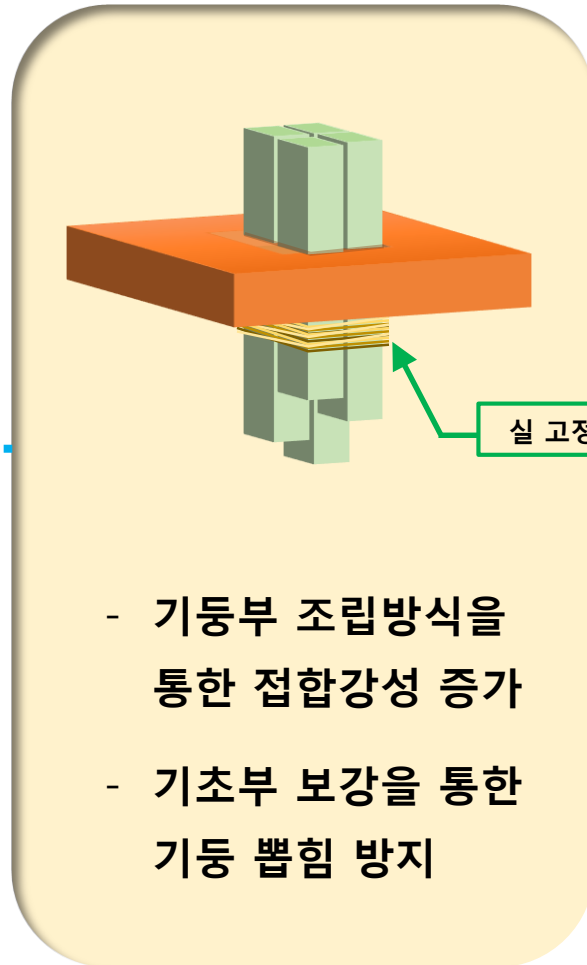 실 고정
- 기둥부 조립방식을
통한 접합강성 증가
- 기초부 보강을 통한
기둥 뽑힘 방지